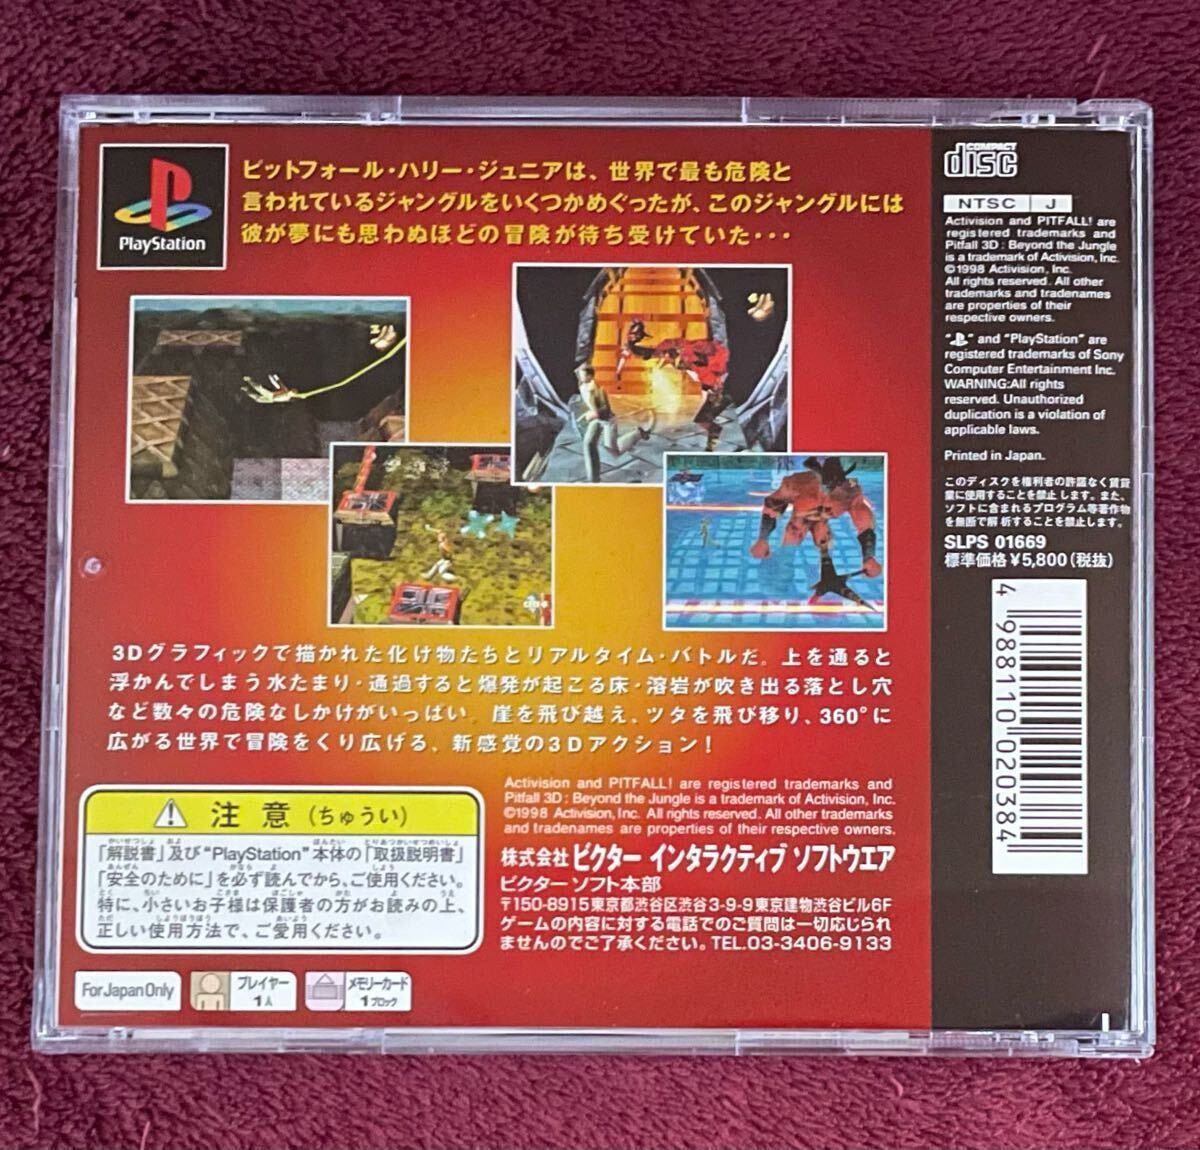 PlayStation
ピットフォール・ハリー・ジュニアは、世界で最も危険と
言われているジャングルをいくつかめぐったが、このジャングルには
彼が夢にも思わぬほどの冒険が待ち受けていた・・・
3Dグラフィックで描かれた化け物たちとリアルタイム・バトルだ。上を通ると
浮かんでしまう水たまり・通過すると爆発が起こる床・溶岩が吹き出る落とし穴
など数々の危険なしかけがいっぱい。崖を飛び越え、ツタを飛び移り、360°に
広がる世界で冒険をくり広げる、新感覚の3Dアクション!
注意(ちゅうい)
「解説書」及び"PlayStation"本体の「取扱説明書」
「安全のために」を必ず読んでから、ご使用ください。
特に、小さいお子様は保護者の方がお読みの上、
正しい使用方法で、ご愛用ください。
For Japan Only
プレイヤー
1人
メモリーカード
1ブロック
Activision and PITFALL! are registered trademarks and
Pitfall 3D : Beyond the Jungle is a trademark of Activision, Inc.
©1998 Activision, Inc. All rights reserved. All other trademarks
and tradenames are properties of their respective owners.
株式会社ビクター インタラクティブ ソフトウエア
ビクターソフト本部
〒150-8915東京都渋谷区渋谷3-9-9東京建物渋谷ビル6F
ゲームの内容に対する電話でのご質問は一切応じられ
ませんのでご了承ください。TEL.03-3406-9133
COMPACT
disc
NTSC J
Activision and PITFALL! are
registered trademarks and
Pitfall 3D : Beyond the Jungle
is a trademark of Activision, Inc.
©1998 Activision, Inc.
All rights reserved. All other
trademarks and tradenames
are properties of their
respective owners.
" " and "PlayStation" are
registered trademarks of Sony
Computer Entertainment Inc.
WARNING:All rights
reserved. Unauthorized
duplication is a violation of
applicable laws.
Printed in Japan.
このディスクを権利者の許諾なく賃貸
業に使用することを禁止します。また、
ソフトに含まれるプログラム等著作物
を無断で解析することを禁止します。
SLPS 01669
標準価格¥5,800(税抜)
4 988110 020384